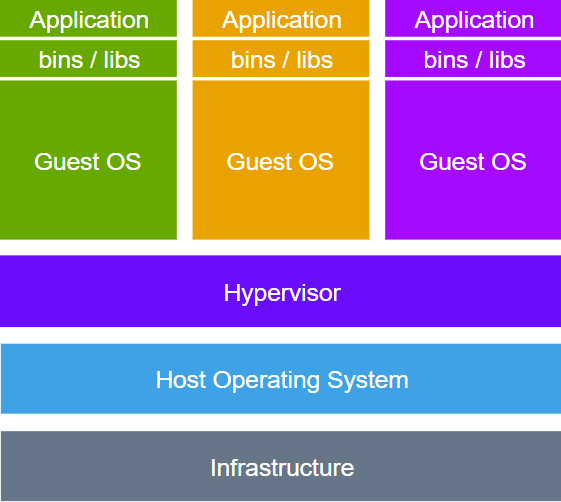 Application
Application
Application
bins / libs
bins / libs
bins / libs
Guest OS
Guest OS
Guest OS
Hypervisor
Host Operating System
Infrastructure